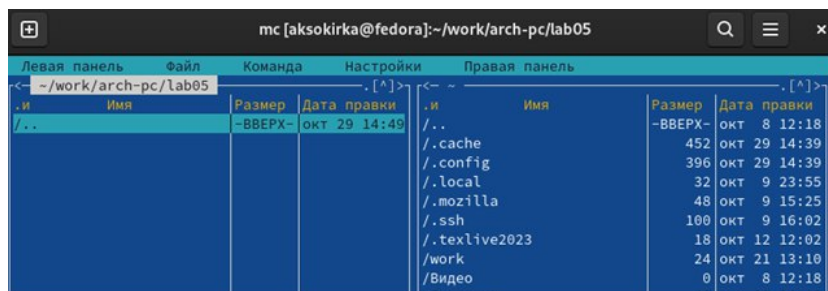 mc [aksokirka@fedora]:~/work/arch-pc/lab05
Левая панель Файл Команда Настройки Правая панель
<─ ~/work/arch-pc/lab05 .[^]>
.и Имя Размер Дата правки
/.. -ВВЕРХ- окт 29 14:49
<─ ~ .[^]>
.и Имя Размер Дата правки
/.. -ВВЕРХ- окт 8 12:18
/.cache 452 окт 29 14:39
/.config 396 окт 29 14:39
/.local 32 окт 9 23:55
/.mozilla 48 окт 9 15:25
/.ssh 100 окт 9 16:02
/.texlive2023 18 окт 12 12:02
/work 24 окт 21 13:10
/Видео 0 окт 8 12:18